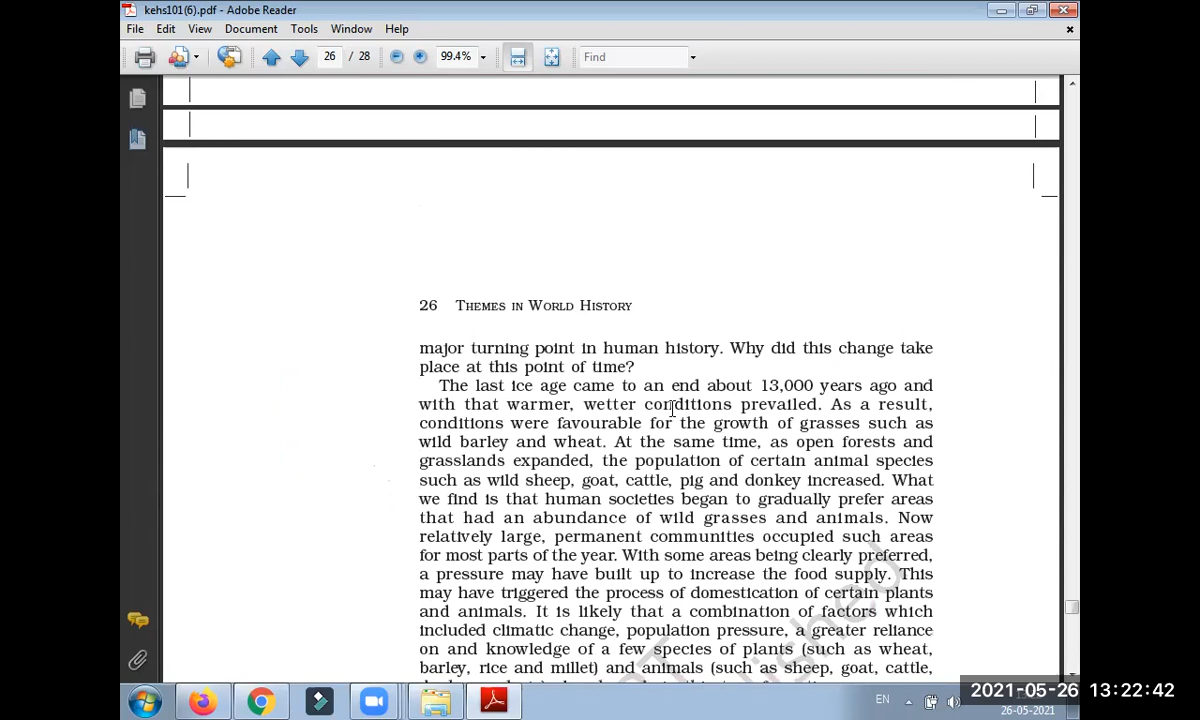 kehs101(6).pdf - Adobe Reader
File Edit View Document Tools Window Help
26 / 28 99.4% Find
26 THEMES IN WORLD HISTORY
major turning point in human history. Why did this change take
place at this point of time?
The last ice age came to an end about 13,000 years ago and
with that warmer, wetter conditions prevailed. As a result,
conditions were favourable for the growth of grasses such as
wild barley and wheat. At the same time, as open forests and
grasslands expanded, the population of certain animal species
such as wild sheep, goat, cattle, pig and donkey increased. What
we find is that human societies began to gradually prefer areas
that had an abundance of wild grasses and animals. Now
relatively large, permanent communities occupied such areas
for most parts of the year. With some areas being clearly preferred,
a pressure may have built up to increase the food supply. This
may have triggered the process of domestication of certain plants
and animals. It is likely that a combination of factors which
included climatic change, population pressure, a greater reliance
on and knowledge of a few species of plants (such as wheat,
barley, rice and millet) and animals (such as sheep, goat, cattle,
EN
2021-05-26 13:22:42
26-05-2021